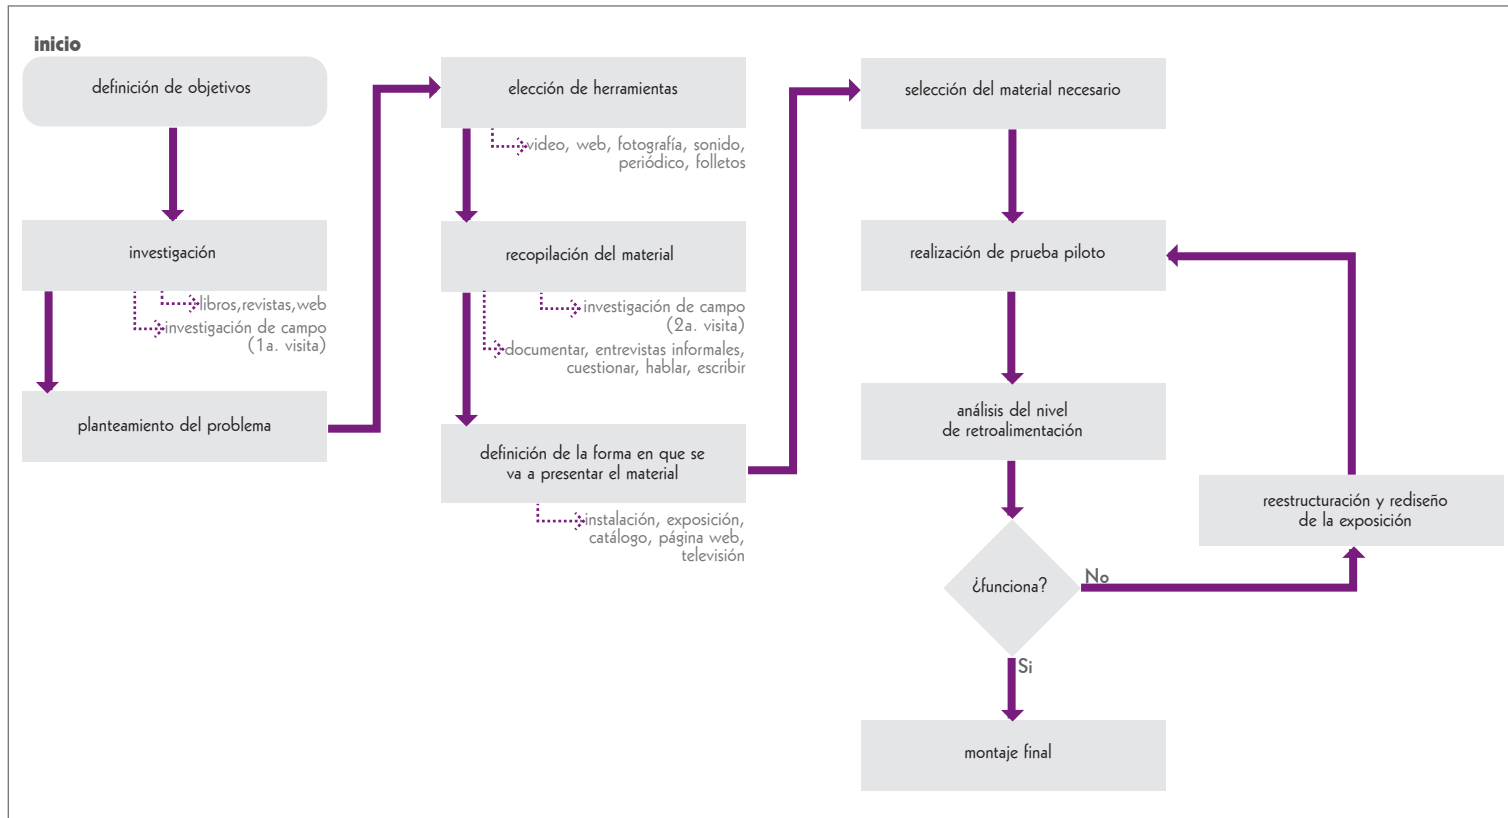 inicio
definición de objetivos
investigación
libros,revistas,web
investigación de campo
(1a. visita)
planteamiento del problema
elección de herramientas
video, web, fotografía, sonido,
periódico, folletos
recopilación del material
investigación de campo
(2a. visita)
documentar, entrevistas informales,
cuestionar, hablar, escribir
definición de la forma en que se
va a presentar el material
instalación, exposición,
catálogo, página web,
televisión
selección del material necesario
realización de prueba piloto
análisis del nivel
de retroalimentación
¿funciona?
No
reestructuración y rediseño
de la exposición
Si
montaje final